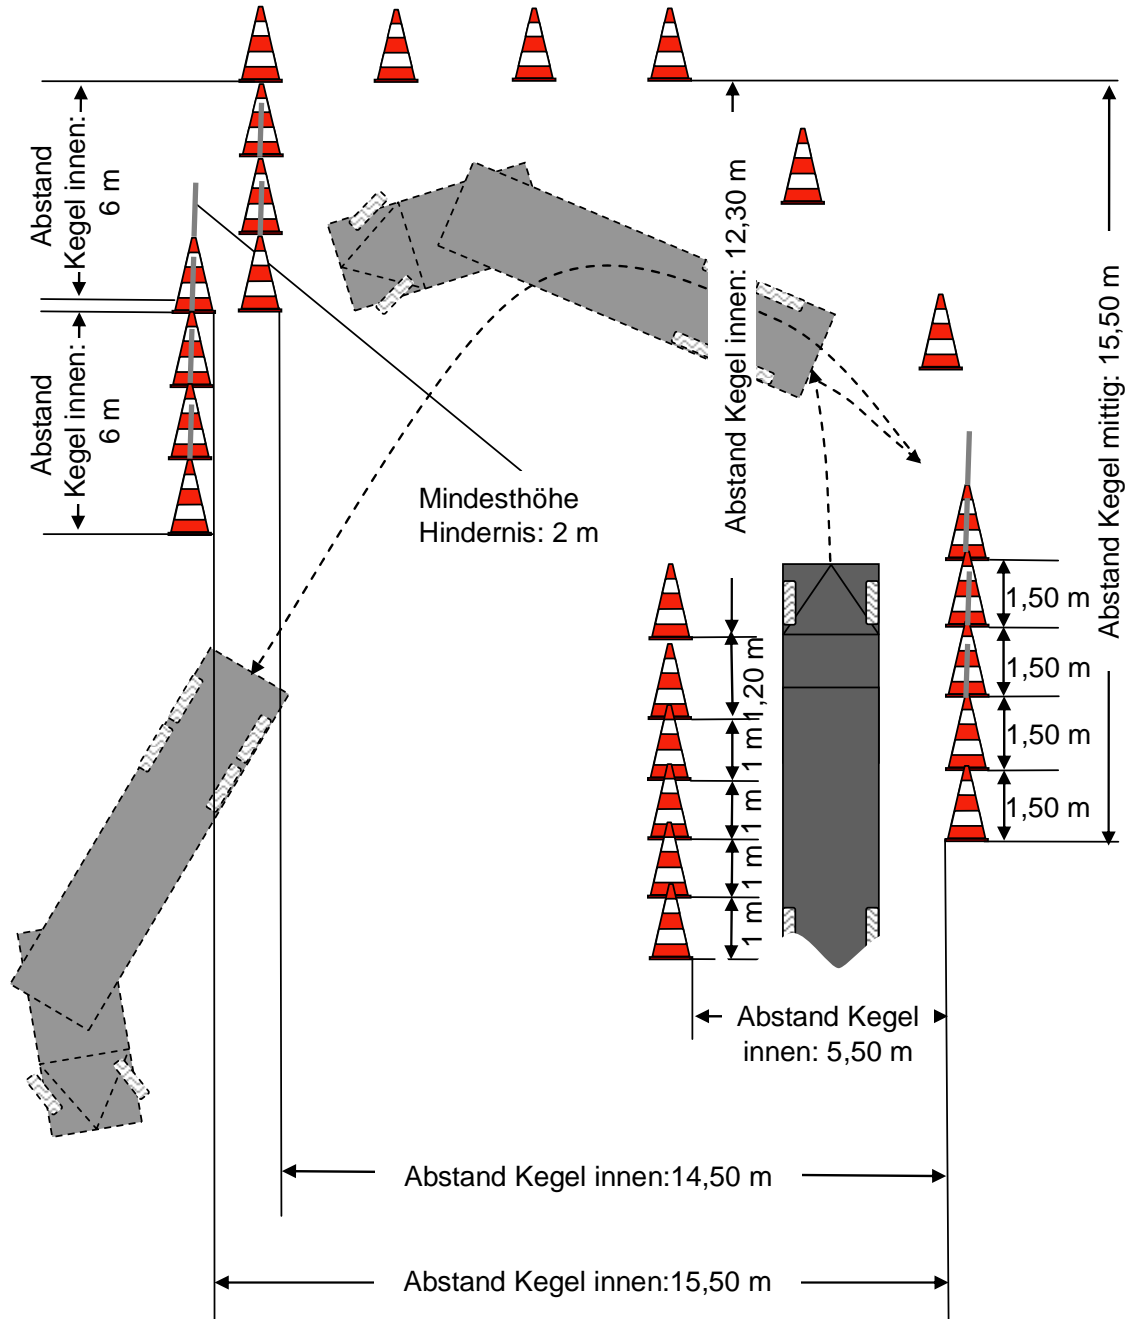 Abstand
Kegel innen:
6 m
Abstand
Kegel innen:
6 m
Mindesthöhe
Hindernis: 2 m
Abstand Kegel innen: 12,30 m
Abstand Kegel mittig: 15,50 m
1,20 m
1 m
1 m
1 m
1 m
1,50 m
1,50 m
1,50 m
1,50 m
Abstand Kegel
innen: 5,50 m
Abstand Kegel innen:14,50 m
Abstand Kegel innen:15,50 m